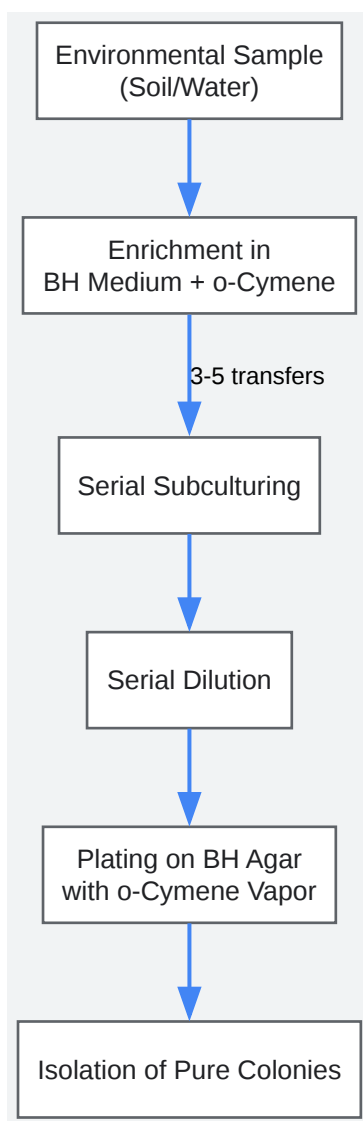 Environmental Sample
(Soil/Water)
Enrichment in
BH Medium + o-Cymene
3-5 transfers
Serial Subculturing
Serial Dilution
Plating on BH Agar
with o-Cymene Vapor
Isolation of Pure Colonies